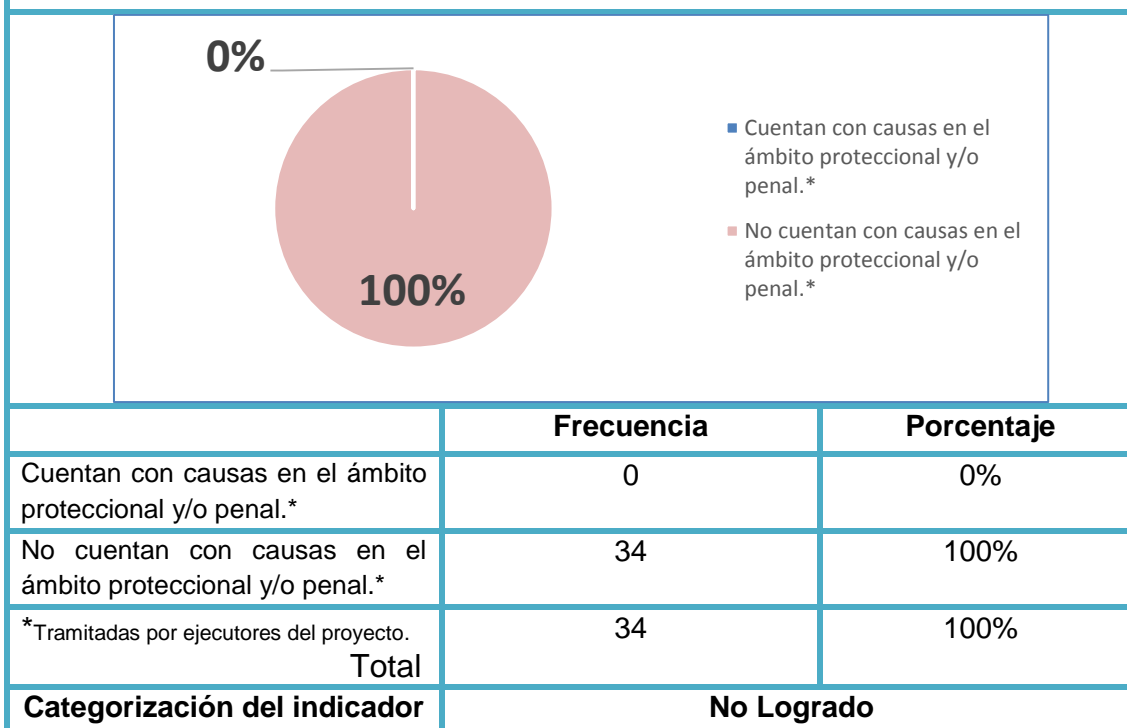 0%
100%
Cuentan con causas en el
ámbito proteccional y/o
penal.*
No cuentan con causas en el
ámbito proteccional y/o
penal.*
Frecuencia Porcentaje
Cuentan con causas en el ámbito 0 0%
proteccional y/o penal.*
No cuentan con causas en el 34 100%
ámbito proteccional y/o penal.*
*Tramitadas por ejecutores del proyecto. 34 100%
Total
Categorización del indicador No Logrado